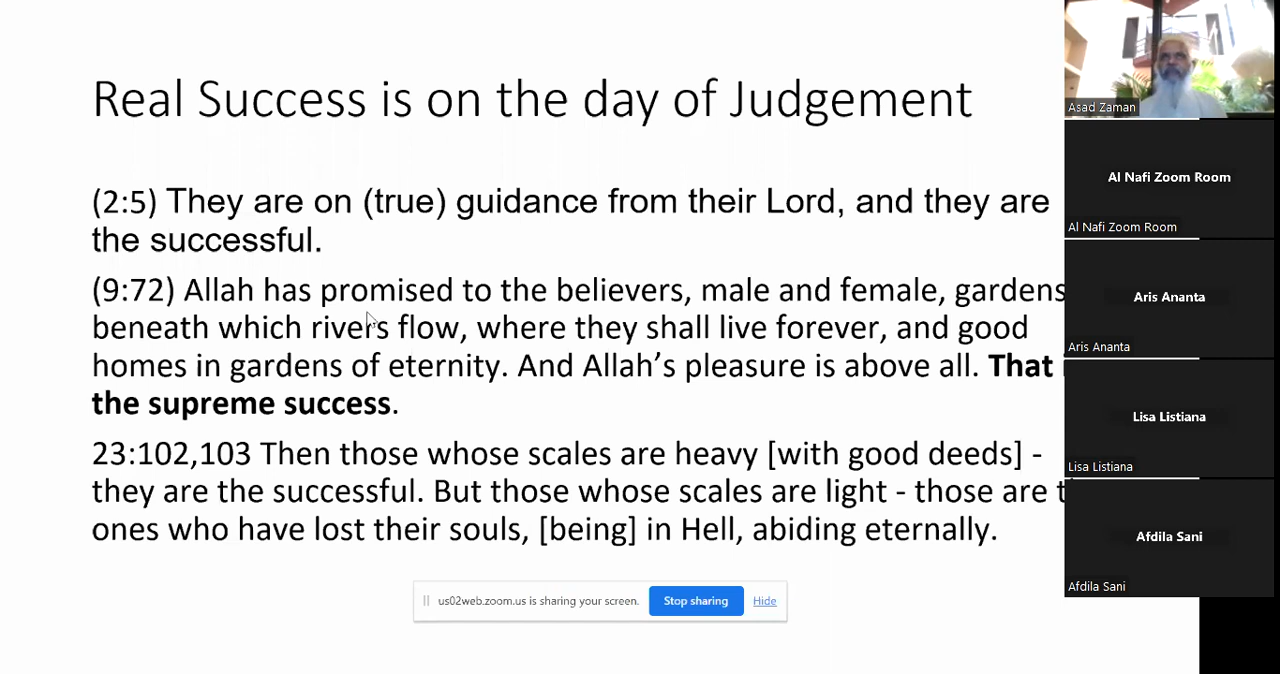 Real Success is on the day of Judgement
(2:5) They are on (true) guidance from their Lord, and they are
the successful.
(9:72) Allah has promised to the believers, male and female, gardens
beneath which rivers flow, where they shall live forever, and good
homes in gardens of eternity. And Allah’s pleasure is above all. That
the supreme success.
23:102,103 Then those whose scales are heavy [with good deeds] -
they are the successful. But those whose scales are light - those are
ones who have lost their souls, [being] in Hell, abiding eternally.
us02web.zoom.us is sharing your screen. Stop sharing Hide
Asad Zaman
Al Nafi Zoom Room
Al Nafi Zoom Room
Aris Ananta
Aris Ananta
Lisa Listiana
Lisa Listiana
Afdila Sani
Afdila Sani